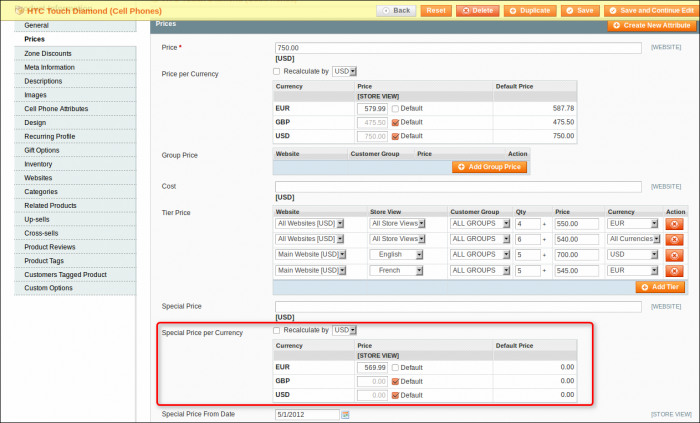 HTC Touch Diamond (Cell Phones)
Back Reset Delete Duplicate Save Save and Continue Edit
General
Prices
Zone Discounts
Meta Information
Descriptions
Images
Cell Phone Attributes
Design
Recurring Profile
Gift Options
Inventory
Websites
Categories
Related Products
Up-sells
Cross-sells
Product Reviews
Product Tags
Customers Tagged Product
Custom Options
Prices
Create New Attribute
Price * 750.00 [WEBSITE]
[USD]
Price per Currency Recalculate by USD
Currency Price Default Price
[STORE VIEW]
EUR 579.99 Default 587.78
GBP 475.50 Default 475.50
USD 750.00 Default 750.00
Group Price Website Customer Group Price Action
Add Group Price
Cost [WEBSITE]
[USD]
Tier Price Website Store View Customer Group Qty Price Currency Action
All Websites [USD] All Store Views ALL GROUPS 4 + 550.00 EUR
All Websites [USD] All Store Views ALL GROUPS 6 + 540.00 All Currencies
Main Website [USD] English ALL GROUPS 5 + 700.00 USD
Main Website [USD] French ALL GROUPS 5 + 545.00 EUR
Add Tier
Special Price [WEBSITE]
[USD]
Special Price per Currency Recalculate by USD
Currency Price Default Price
[STORE VIEW]
EUR 569.99 Default 0.00
GBP 0.00 Default 0.00
USD 0.00 Default 0.00
Special Price From Date 5/1/2012 [STORE VIEW]